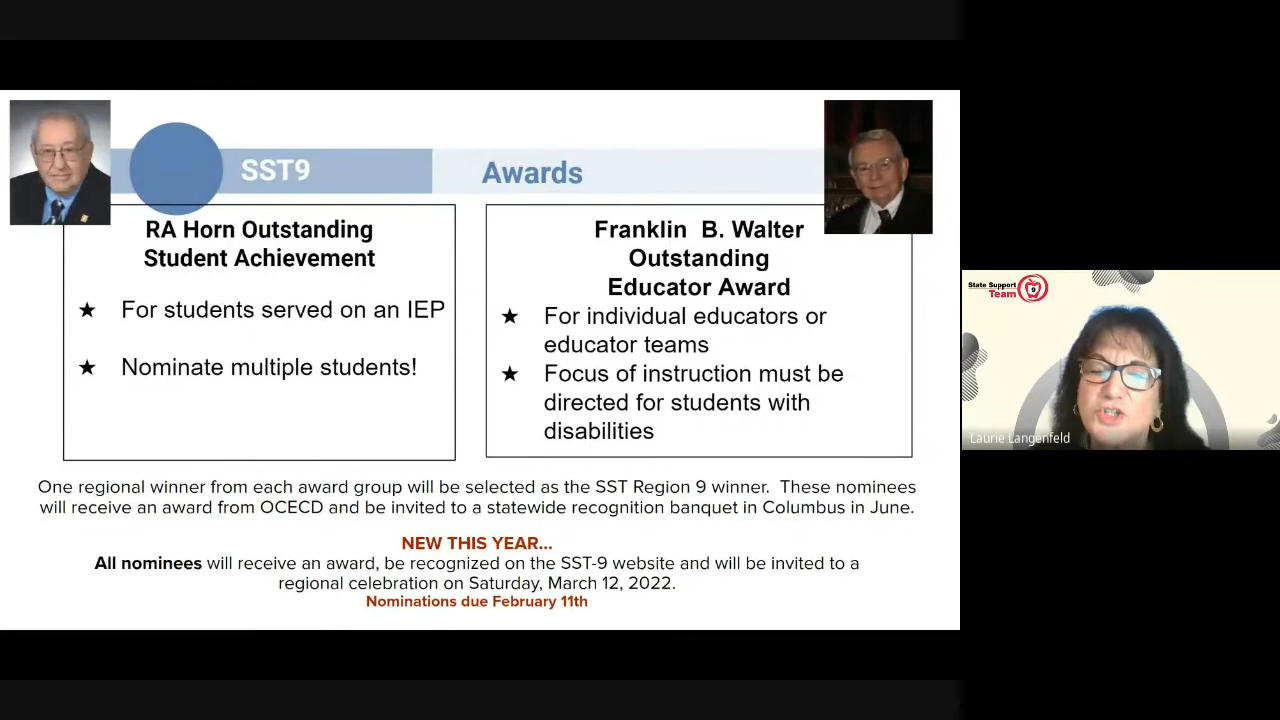 SST9
Awards
RA Horn Outstanding
Student Achievement
★ For students served on an IEP
★ Nominate multiple students!
Franklin B. Walter
Outstanding
Educator Award
★ For individual educators or
educator teams
★ Focus of instruction must be
directed for students with
disabilities
One regional winner from each award group will be selected as the SST Region 9 winner. These nominees
will receive an award from OCECD and be invited to a statewide recognition banquet in Columbus in June.
NEW THIS YEAR...
All nominees will receive an award, be recognized on the SST-9 website and will be invited to a
regional celebration on Saturday, March 12, 2022.
Nominations due February 11th
State Support
Team 9
Laurie Langenfeld